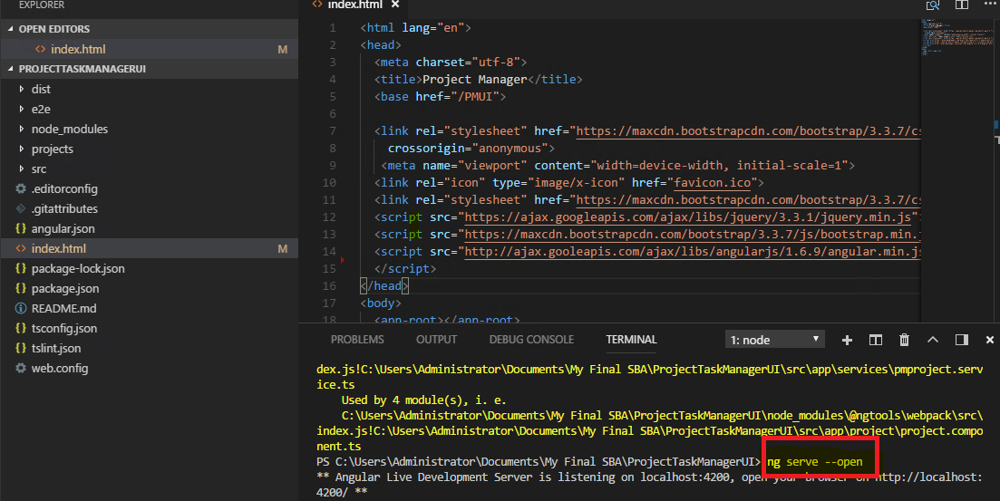 EXPLORER
OPEN EDITORS
index.html M
PROJECTTASKMANAGERUI
dist
e2e
node_modules
projects
src
.editorconfig
.gitattributes
angular.json
index.html M
package-lock.json
package.json
README.md
tsconfig.json
tslint.json
web.config
index.html ×
1 <html lang="en">
2 <head>
3 <meta charset="utf-8">
4 <title>Project Manager</title>
5 <base href="/PMUI">
6
7 <link rel="stylesheet" href="https://maxcdn.bootstrapcdn.com/bootstrap/3.3.7/cs
8 crossorigin="anonymous">
9 <meta name="viewport" content="width=device-width, initial-scale=1">
10 <link rel="icon" type="image/x-icon" href="favicon.ico">
11 <link rel="stylesheet" href="https://maxcdn.bootstrapcdn.com/bootstrap/3.3.7/cs
12 <script src="https://ajax.googleapis.com/ajax/libs/jquery/3.3.1/jquery.min.js"
13 <script src="https://maxcdn.bootstrapcdn.com/bootstrap/3.3.7/js/bootstrap.min.j
14 <script src="http://ajax.gooleapis.com/ajax/libs/angularjs/1.6.9/angular.min.js
15 </script>
16 </head>
17 <body>
18 <app-root></app-root>
PROBLEMS OUTPUT DEBUG CONSOLE TERMINAL 1: node
dex.js!C:\Users\Administrator\Documents\My Final SBA\ProjectTaskManagerUI\src\app\services\pmproject.serv
ice.ts
Used by 4 module(s), i. e.
C:\Users\Administrator\Documents\My Final SBA\ProjectTaskManagerUI\node_modules\@ngtools\webpack\src\
index.js!C:\Users\Administrator\Documents\My Final SBA\ProjectTaskManagerUI\src\app\project\project.compo
nent.ts
PS C:\Users\Administrator\Documents\My Final SBA\ProjectTaskManagerUI> ng serve --open
** Angular Live Development Server is listening on localhost:4200, open your browser on http://localhost:
4200/ **